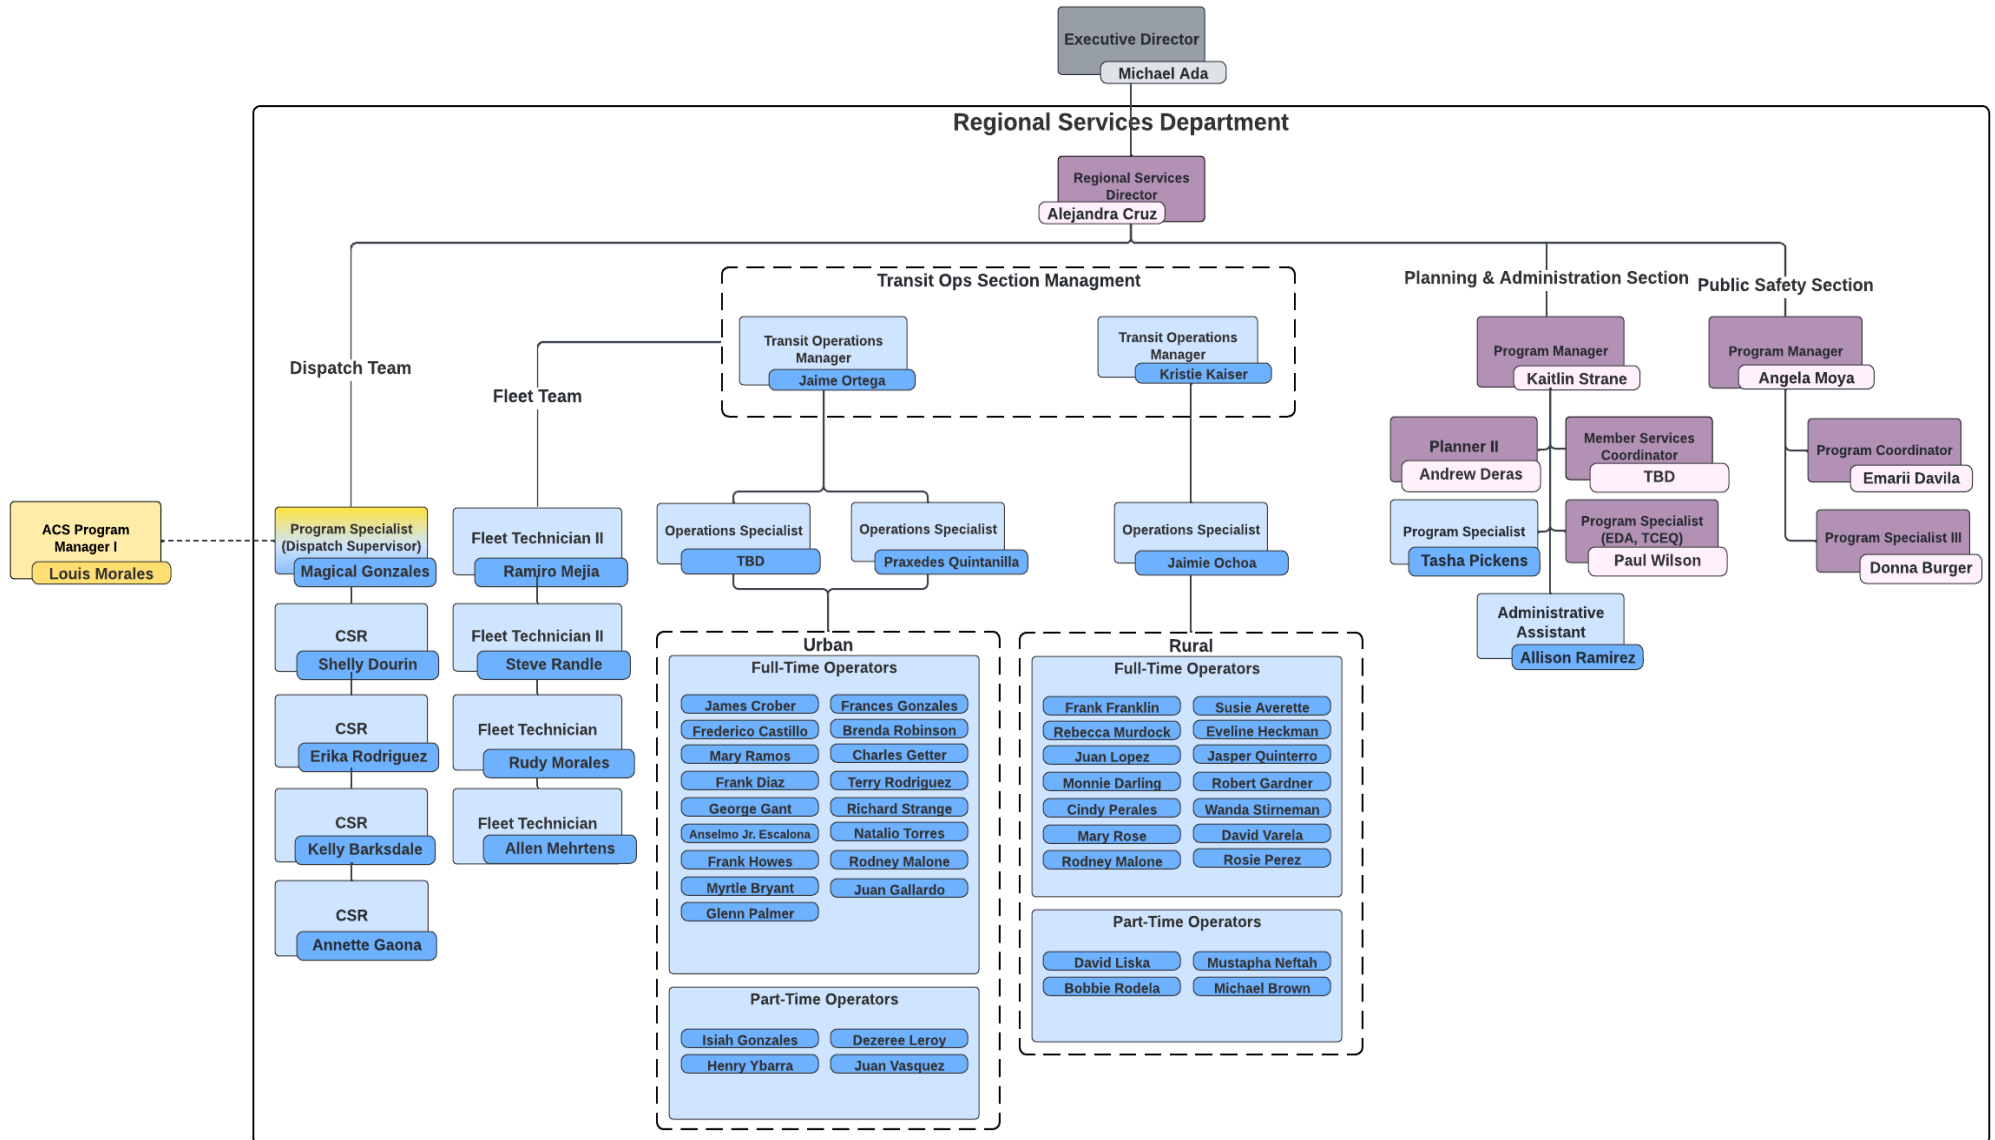 Executive Director
Michael Ada
Regional Services Department
Regional Services
Director
Alejandra Cruz
Transit Ops Section Managment
Planning & Administration Section
Public Safety Section
Dispatch Team
Fleet Team
Transit Operations
Manager
Jaime Ortega
Transit Operations
Manager
Kristie Kaiser
Program Manager
Kaitlin Strane
Program Manager
Angela Moya
Planner II
Andrew Deras
Member Services
Coordinator
TBD
Program Coordinator
Emarii Davila
ACS Program
Manager I
Louis Morales
Program Specialist
(Dispatch Supervisor)
Magical Gonzales
Fleet Technician II
Ramiro Mejia
Operations Specialist
TBD
Operations Specialist
Praxedes Quintanilla
Operations Specialist
Jaimie Ochoa
Program Specialist
Tasha Pickens
Program Specialist
(EDA, TCEQ)
Paul Wilson
Program Specialist III
Donna Burger
Administrative
Assistant
Allison Ramirez
CSR
Shelly Dourin
CSR
Erika Rodriguez
CSR
Kelly Barksdale
CSR
Annette Gaona
Fleet Technician II
Steve Randle
Fleet Technician
Rudy Morales
Fleet Technician
Allen Mehrtens
Urban
Full-Time Operators
James Crober
Frances Gonzales
Frederico Castillo
Brenda Robinson
Mary Ramos
Charles Getter
Frank Diaz
Terry Rodriguez
George Gant
Richard Strange
Anselmo Jr. Escalona
Natalio Torres
Frank Howes
Rodney Malone
Myrtle Bryant
Juan Gallardo
Glenn Palmer
Part-Time Operators
Isiah Gonzales
Dezeree Leroy
Henry Ybarra
Juan Vasquez
Rural
Full-Time Operators
Frank Franklin
Susie Averette
Rebecca Murdock
Eveline Heckman
Juan Lopez
Jasper Quinterro
Monnie Darling
Robert Gardner
Cindy Perales
Wanda Stirneman
Mary Rose
David Varela
Rodney Malone
Rosie Perez
Part-Time Operators
David Liska
Mustapha Neftah
Bobbie Rodela
Michael Brown